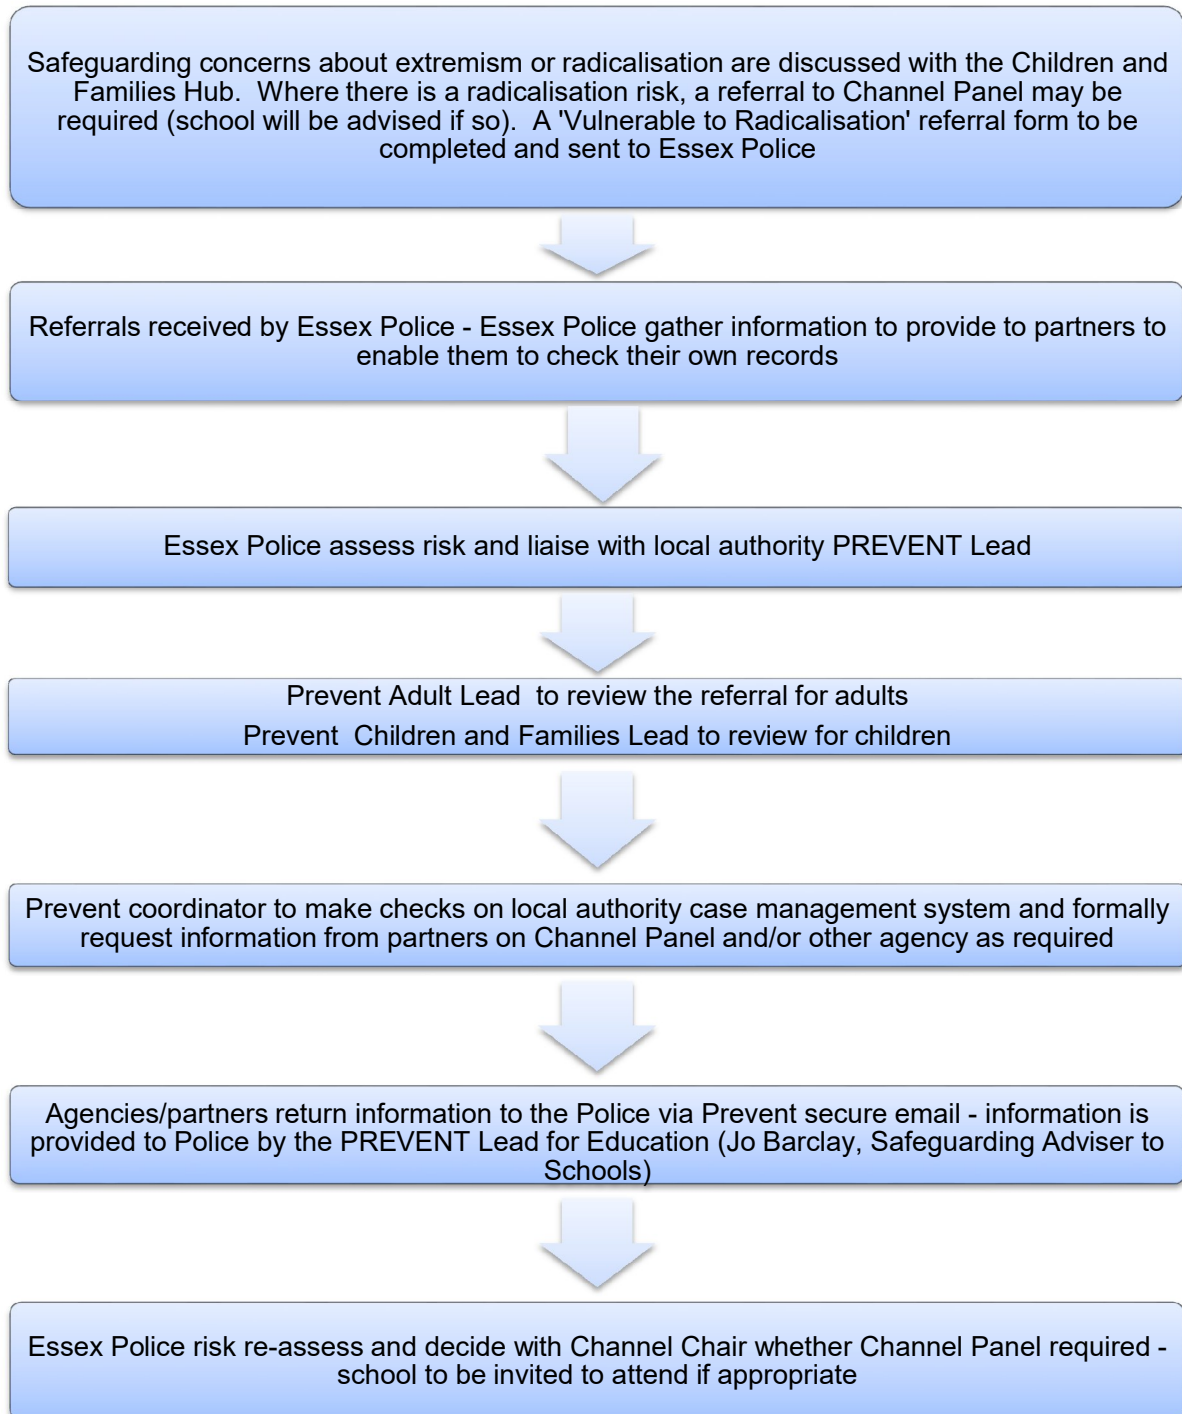 Safeguarding concerns about extremism or radicalisation are discussed with the Children and
Families Hub.  Where there is a radicalisation risk, a referral to Channel Panel may be
required (school will be advised if so).  A 'Vulnerable to Radicalisation' referral form to be
completed and sent to Essex Police
Referrals received by Essex Police - Essex Police gather information to provide to partners to
enable them to check their own records
Essex Police assess risk and liaise with local authority PREVENT Lead
Prevent Adult Lead  to review the referral for adults
Prevent  Children and Families Lead to review for children
Prevent coordinator to make checks on local authority case management system and formally
request information from partners on Channel Panel and/or other agency as required
Agencies/partners return information to the Police via Prevent secure email - information is
provided to Police by the PREVENT Lead for Education (Jo Barclay, Safeguarding Adviser to
Schools)
Essex Police risk re-assess and decide with Channel Chair whether Channel Panel required -
school to be invited to attend if appropriate